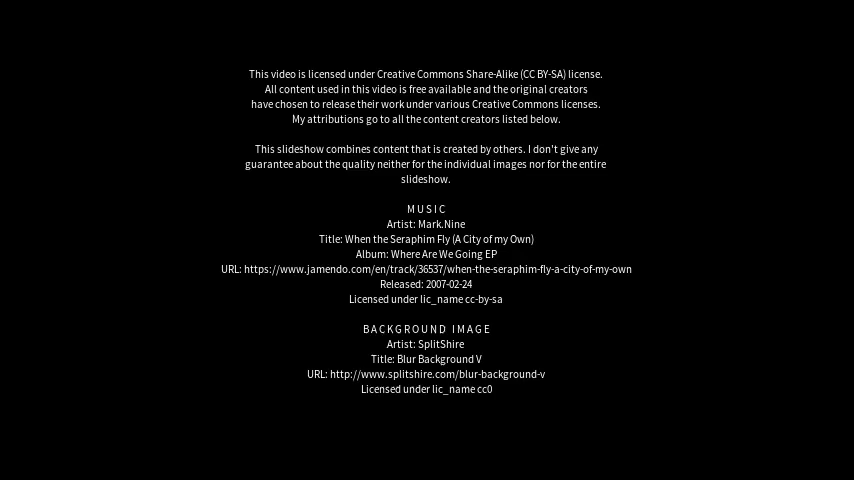 This video is licensed under Creative Commons Share-Alike (CC BY-SA) license.
All content used in this video is free available and the original creators
have chosen to release their work under various Creative Commons licenses.
My attributions go to all the content creators listed below.
This slideshow combines content that is created by others. I don't give any
guarantee about the quality neither for the individual images nor for the entire
slideshow.
MUSIC
Artist: Mark.Nine
Title: When the Seraphim Fly (A City of my Own)
Album: Where Are We Going EP
URL: https://www.jamendo.com/en/track/36537/when-the-seraphim-fly-a-city-of-my-own
Released: 2007-02-24
Licensed under lic_name cc-by-sa
BACKGROUND IMAGE
Artist: SplitShire
Title: Blur Background V
URL: http://www.splitshire.com/blur-background-v
Licensed under lic_name cc0